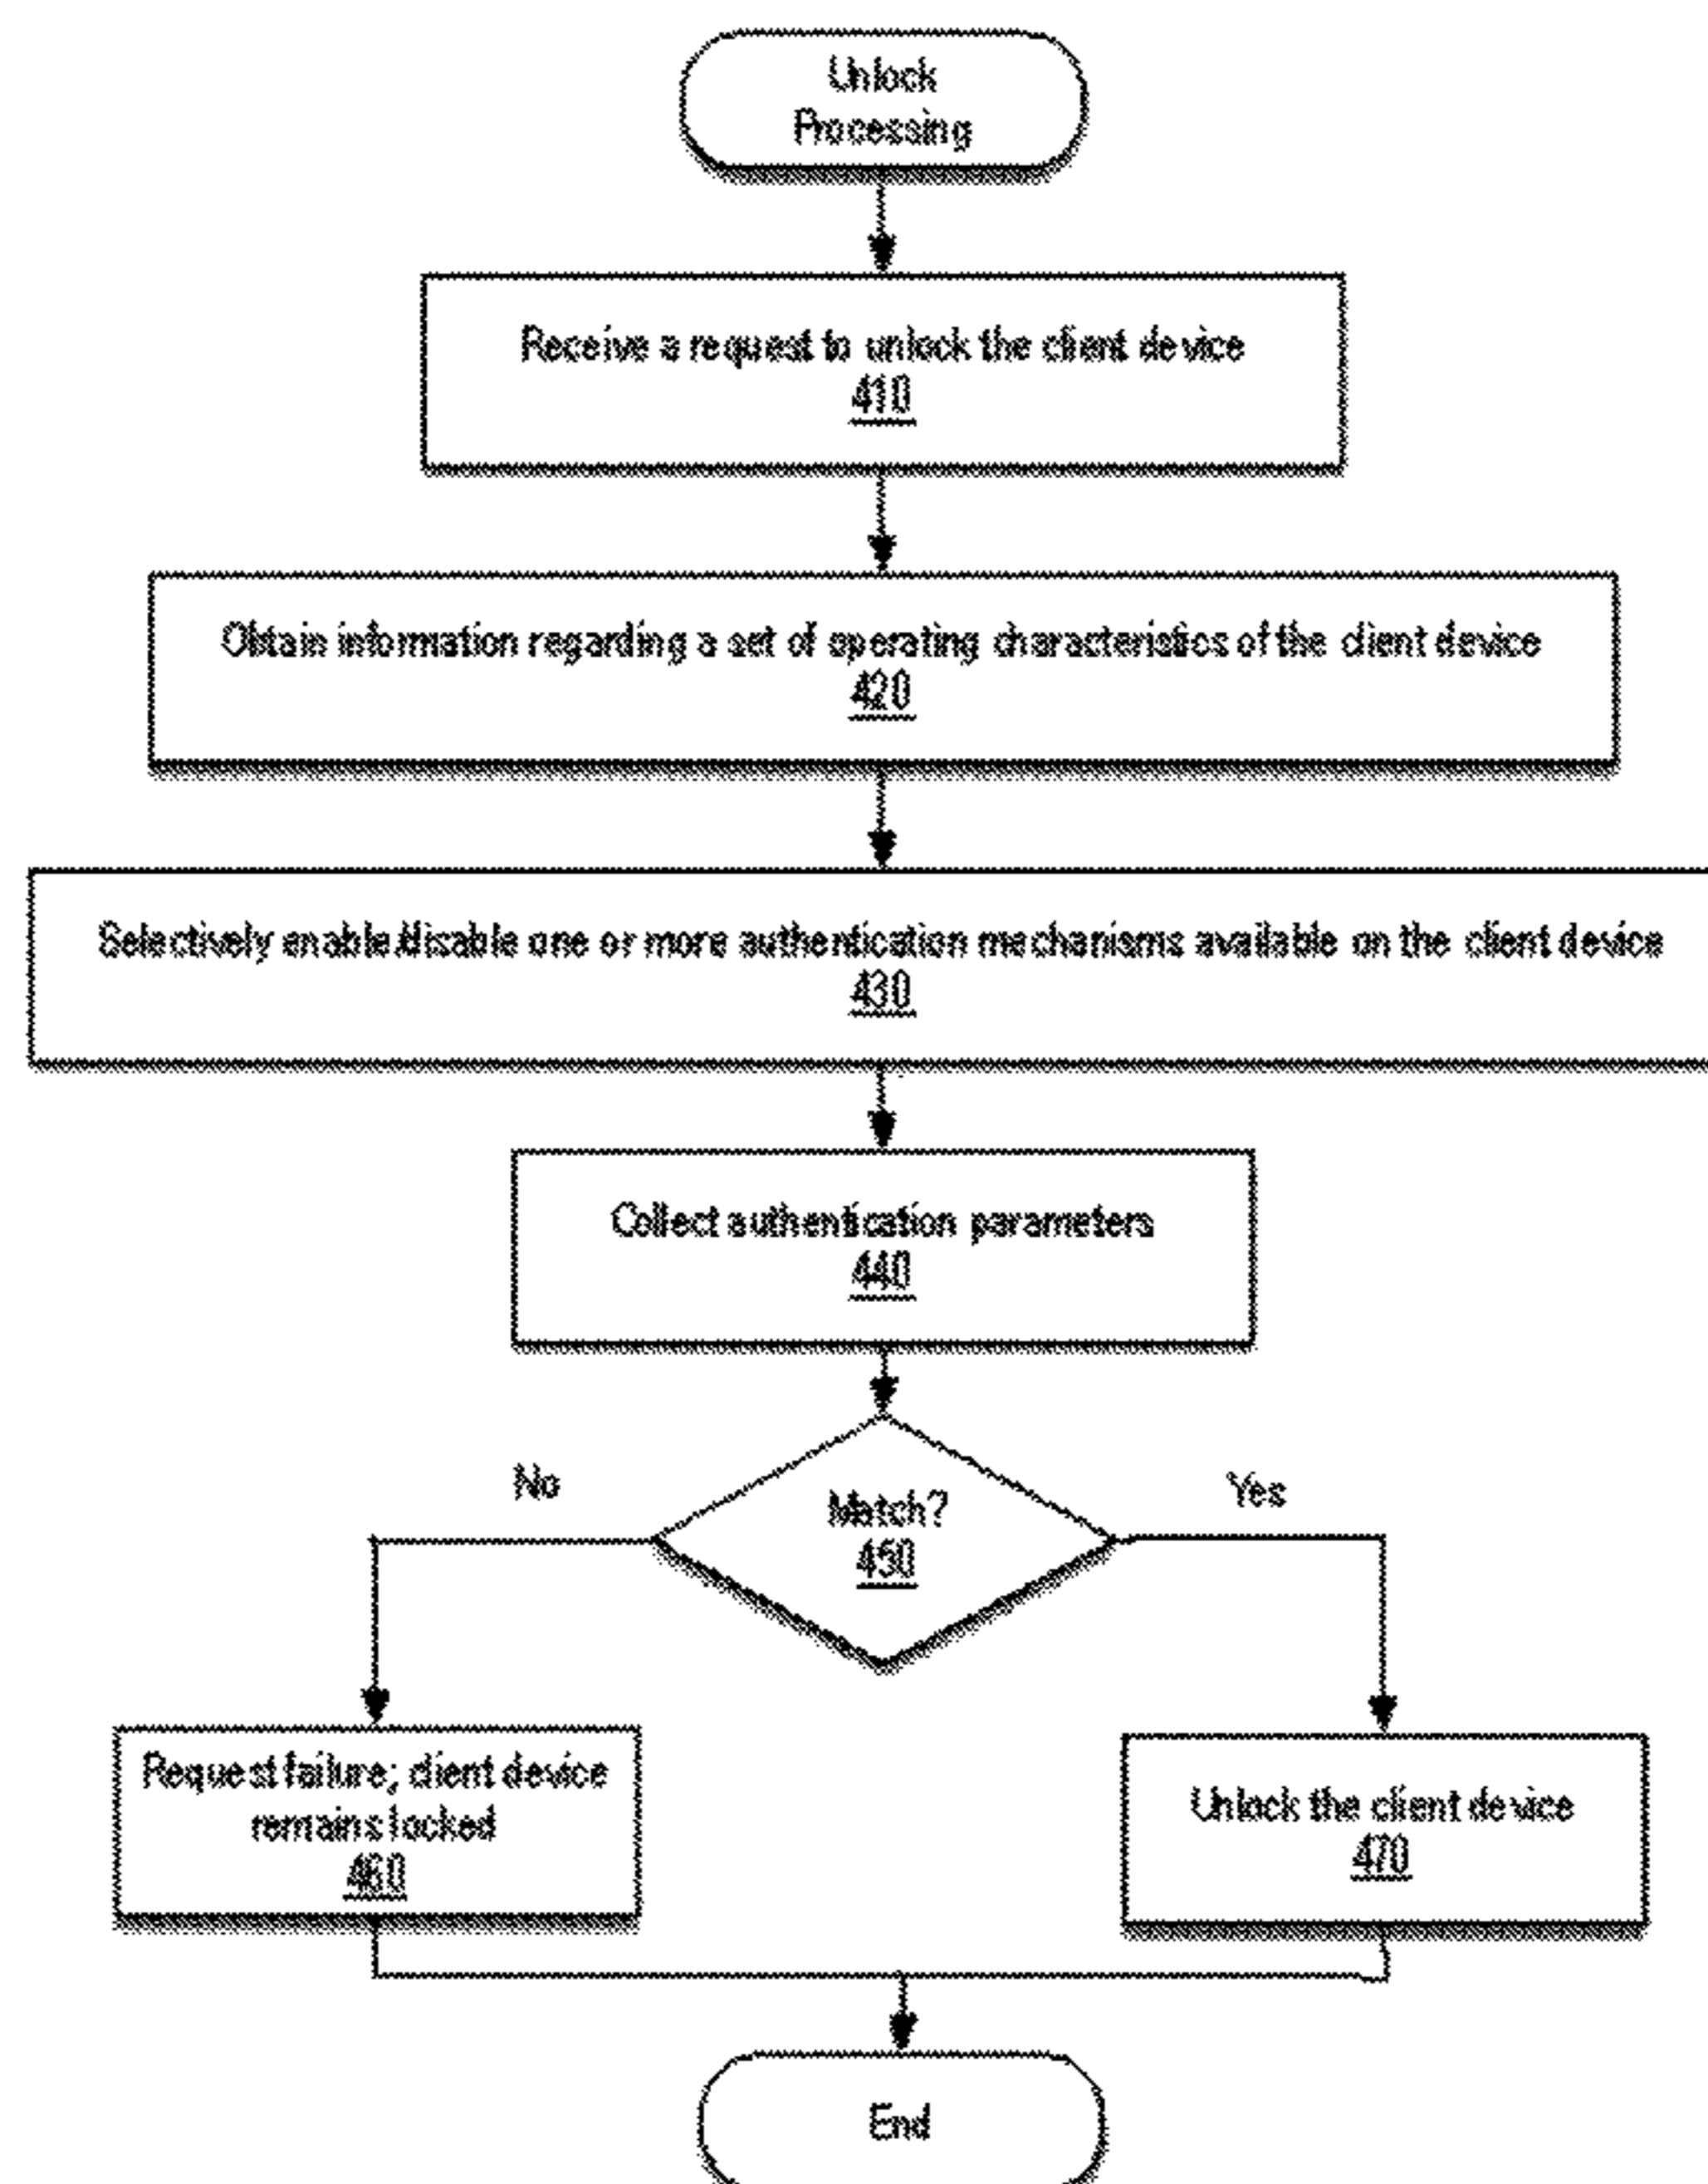 Unlock
Processing
Receive a request to unlock the client device
410
Obtain information regarding a set of operating characteristics of the client device
420
Selectively enable/disable one or more authentication mechanisms available on the client device
430
Collect authentication parameters
440
No
Yes
Match?
450
Request failure; client device
remains locked
460
Unlock the client device
470
End